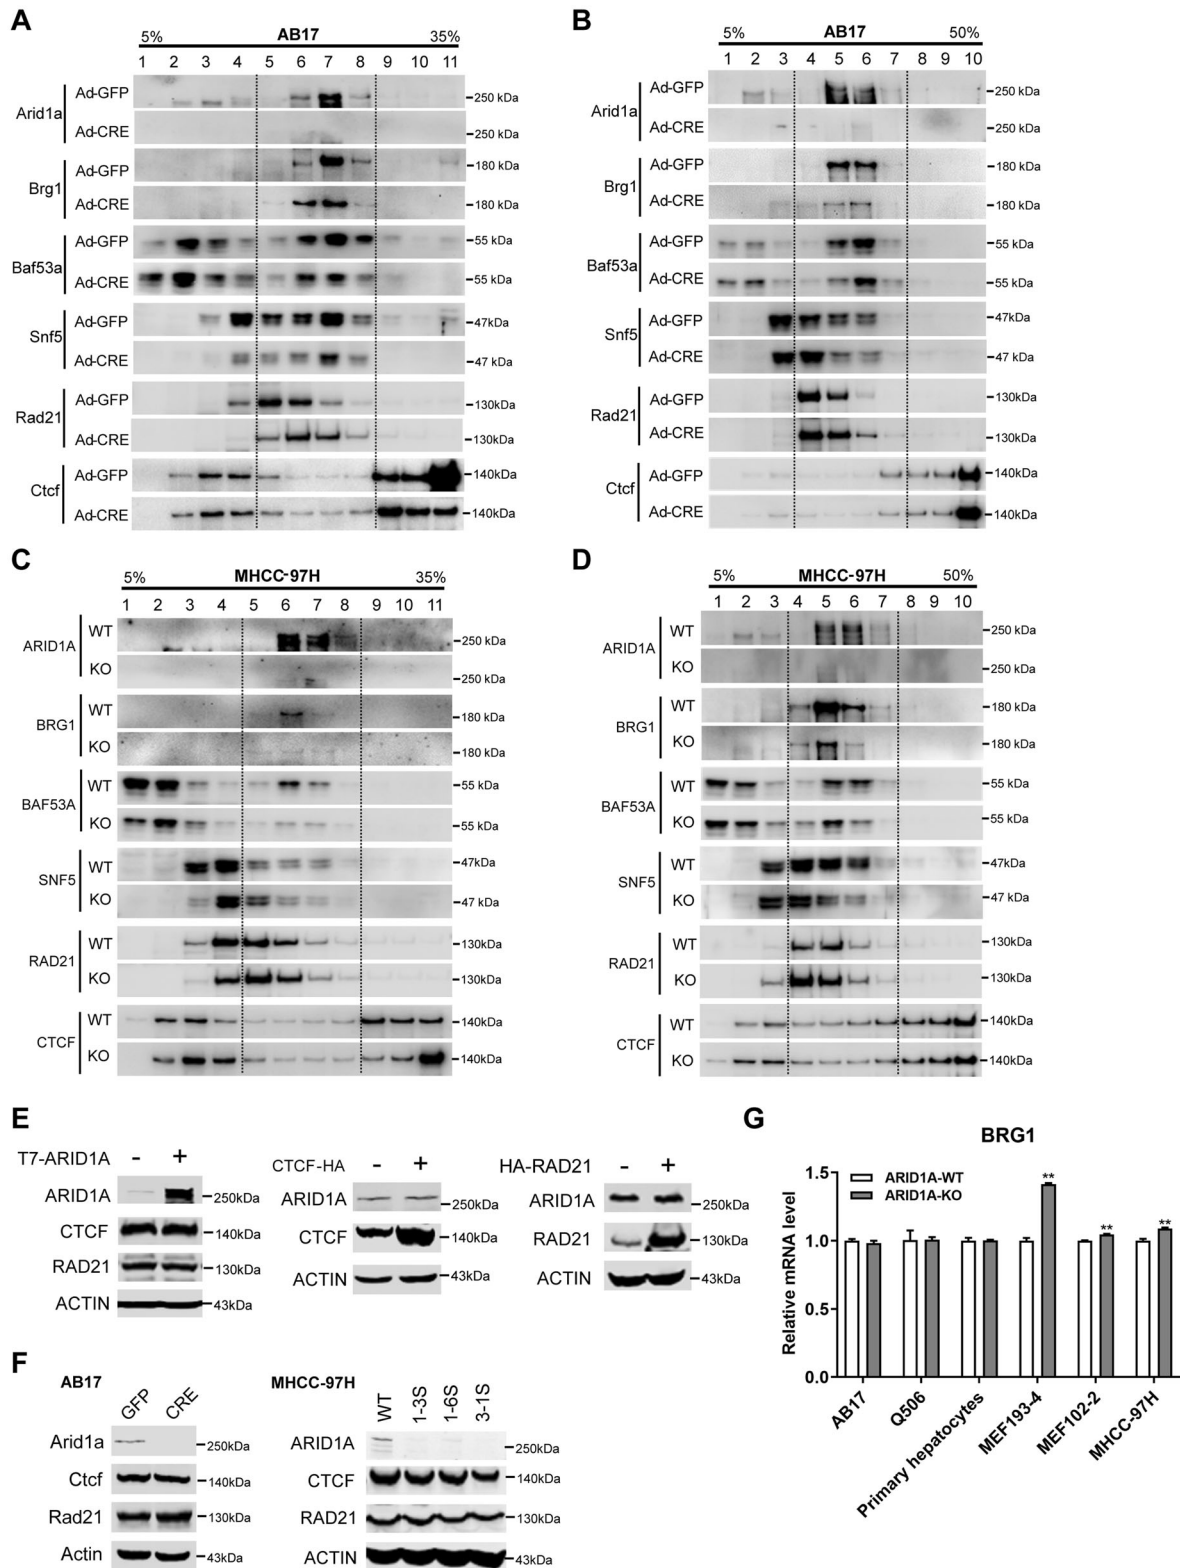 A
AB17
5% 35%
1 2 3 4 5 6 7 8 9 10 11
Arid1a
Ad-GFP 250 kDa
Ad-CRE 250 kDa
Brg1
Ad-GFP 180 kDa
Ad-CRE 180 kDa
Baf53a
Ad-GFP 55 kDa
Ad-CRE 55 kDa
Snf5
Ad-GFP 47kDa
Ad-CRE 47 kDa
Rad21
Ad-GFP 130kDa
Ad-CRE 130kDa
Ctcf
Ad-GFP 140kDa
Ad-CRE 140kDa
B
AB17
5% 50%
1 2 3 4 5 6 7 8 9 10
Arid1a
Ad-GFP 250 kDa
Ad-CRE 250 kDa
Brg1
Ad-GFP 180 kDa
Ad-CRE 180 kDa
Baf53a
Ad-GFP 55 kDa
Ad-CRE 55 kDa
Snf5
Ad-GFP 47kDa
Ad-CRE 47 kDa
Rad21
Ad-GFP 130kDa
Ad-CRE 130kDa
Ctcf
Ad-GFP 140kDa
Ad-CRE 140kDa
C
MHCC-97H
5% 35%
1 2 3 4 5 6 7 8 9 10 11
ARID1A
WT 250 kDa
KO 250 kDa
BRG1
WT 180 kDa
KO 180 kDa
BAF53A
WT 55 kDa
KO 55 kDa
SNF5
WT 47kDa
KO 47 kDa
RAD21
WT 130kDa
KO 130kDa
CTCF
WT 140kDa
KO 140kDa
D
MHCC-97H
5% 50%
1 2 3 4 5 6 7 8 9 10
ARID1A
WT 250 kDa
KO 250 kDa
BRG1
WT 180 kDa
KO 180 kDa
BAF53A
WT 55 kDa
KO 55 kDa
SNF5
WT 47kDa
KO 47 kDa
RAD21
WT 130kDa
KO 130kDa
CTCF
WT 140kDa
KO 140kDa
E
T7-ARID1A - +
ARID1A 250kDa
CTCF 140kDa
RAD21 130kDa
ACTIN 43kDa
CTCF-HA - +
ARID1A 250kDa
CTCF 140kDa
ACTIN 43kDa
HA-RAD21 - +
ARID1A 250kDa
RAD21 130kDa
ACTIN 43kDa
F
AB17
GFP CRE
Arid1a 250kDa
Ctcf 140kDa
Rad21 130kDa
Actin 43kDa
MHCC-97H
WT 1-3S 1-6S 3-1S
ARID1A 250kDa
CTCF 140kDa
RAD21 130kDa
ACTIN 43kDa
G
BRG1
ARID1A-WT
ARID1A-KO
Relative mRNA level
1.5
1.0
0.5
0.0
** ** **
AB17
Q506
Primary hepatocytes
MEF193-4
MEF102-2
MHCC-97H